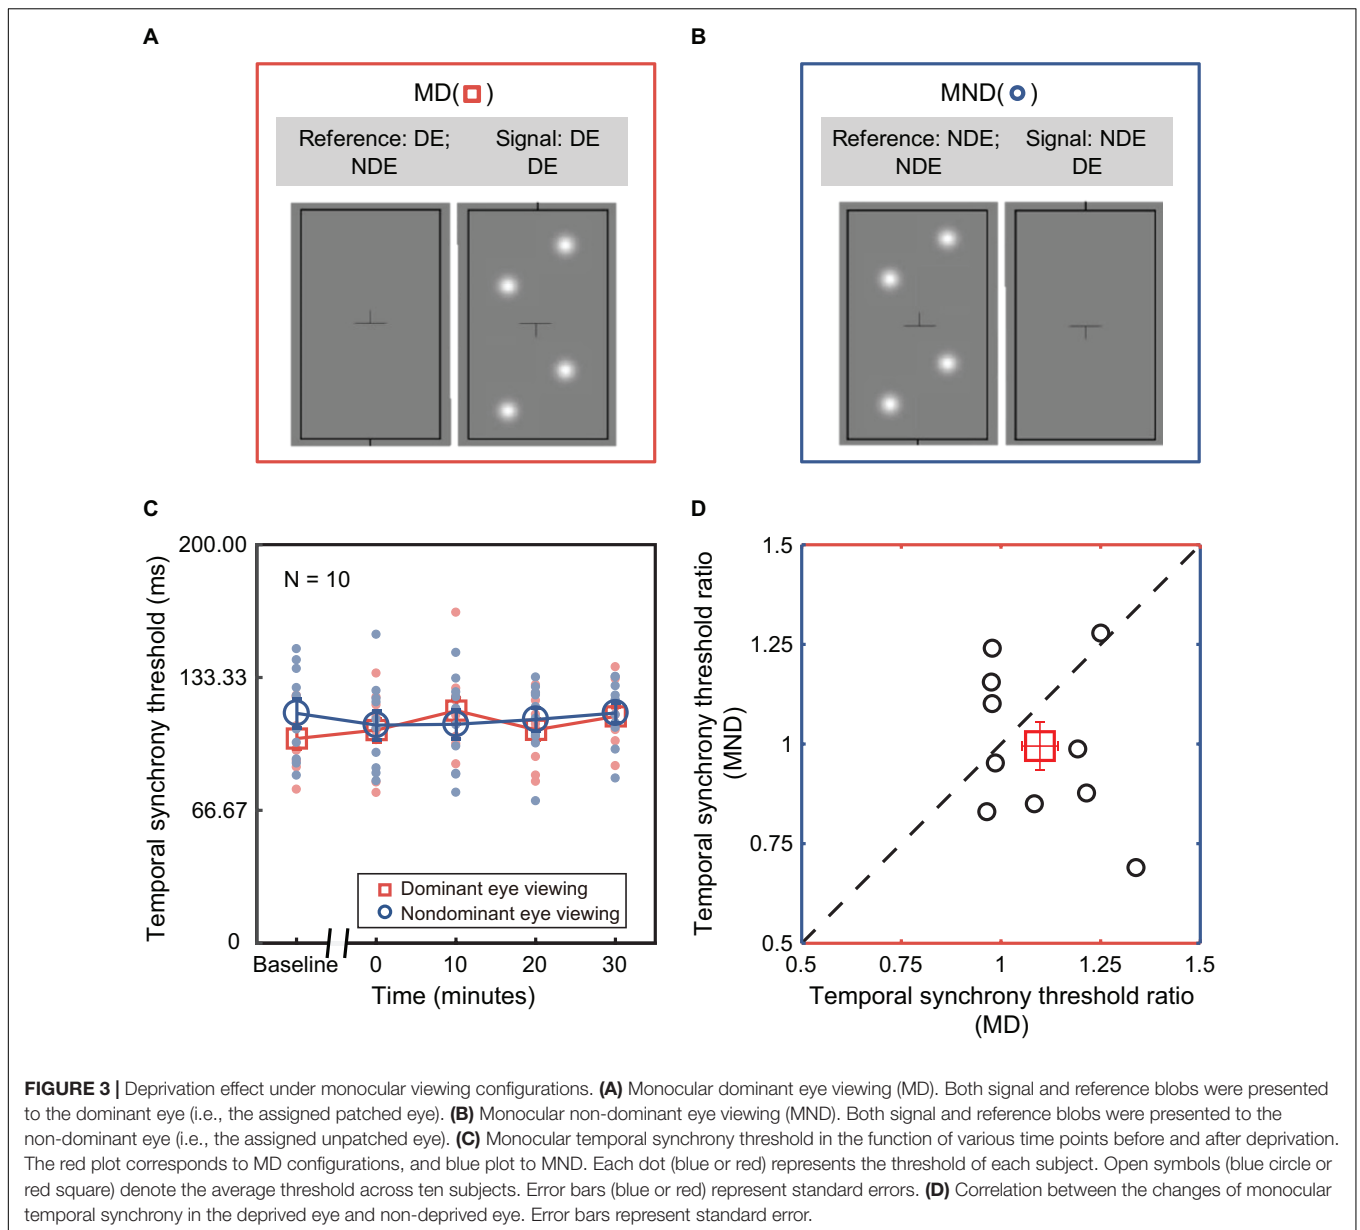 A
MD( )
Reference: DE; Signal: DE
NDE DE
B
MND( )
Reference: NDE; Signal: NDE
NDE DE
C
Temporal synchrony threshold (ms)
200.00
133.33
66.67
0
N = 10
Dominant eye viewing
Nondominant eye viewing
Baseline 0 10 20 30
Time (minutes)
D
Temporal synchrony threshold ratio
(MND)
1.5
1.25
1
0.75
0.5
0.5 0.75 1 1.25 1.5
Temporal synchrony threshold ratio
(MD)
FIGURE 3 | Deprivation effect under monocular viewing configurations. (A) Monocular dominant eye viewing (MD). Both signal and reference blobs were presented
to the dominant eye (i.e., the assigned patched eye). (B) Monocular non-dominant eye viewing (MND). Both signal and reference blobs were presented to the
non-dominant eye (i.e., the assigned unpatched eye). (C) Monocular temporal synchrony threshold in the function of various time points before and after deprivation.
The red plot corresponds to MD configurations, and blue plot to MND. Each dot (blue or red) represents the threshold of each subject. Open symbols (blue circle or
red square) denote the average threshold across ten subjects. Error bars (blue or red) represent standard errors. (D) Correlation between the changes of monocular
temporal synchrony in the deprived eye and non-deprived eye. Error bars represent standard error.